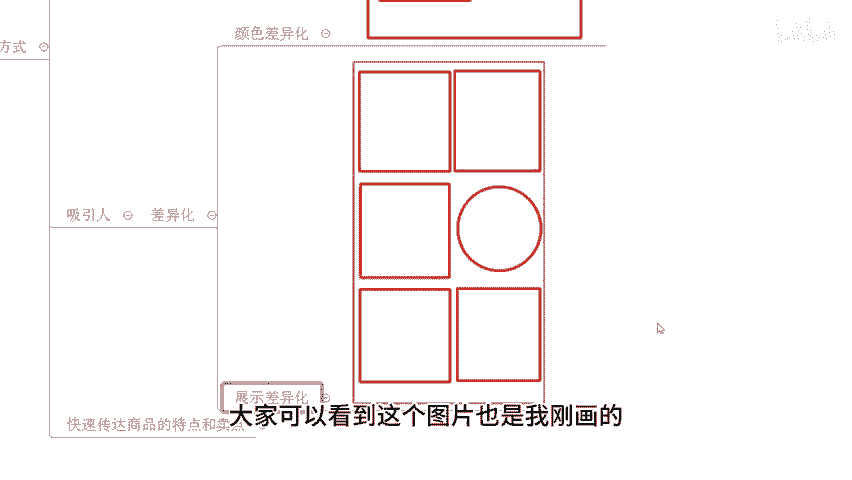 方式
颜色差异化
吸引人
差异化
展示差异化
快速传达商品的特点和卖点
大家可以看到这个图片也是我刚画的